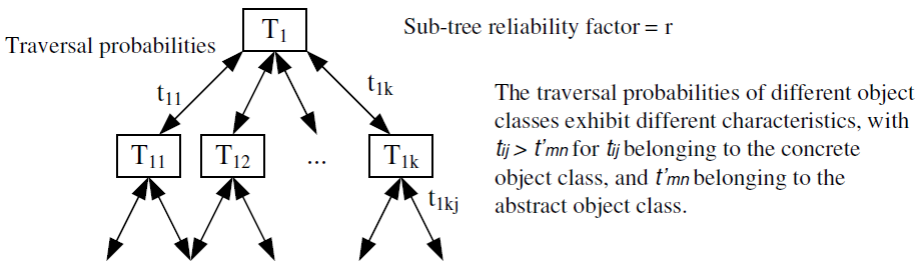 T1
Sub-tree reliability factor = r
Traversal probabilities
t11
t1k
The traversal probabilities of different object
classes exhibit different characteristics, with
tij > t'mn for tij belonging to the concrete
object class, and t'mn belonging to the
abstract object class.
T11
T12
...
T1k
t1kj